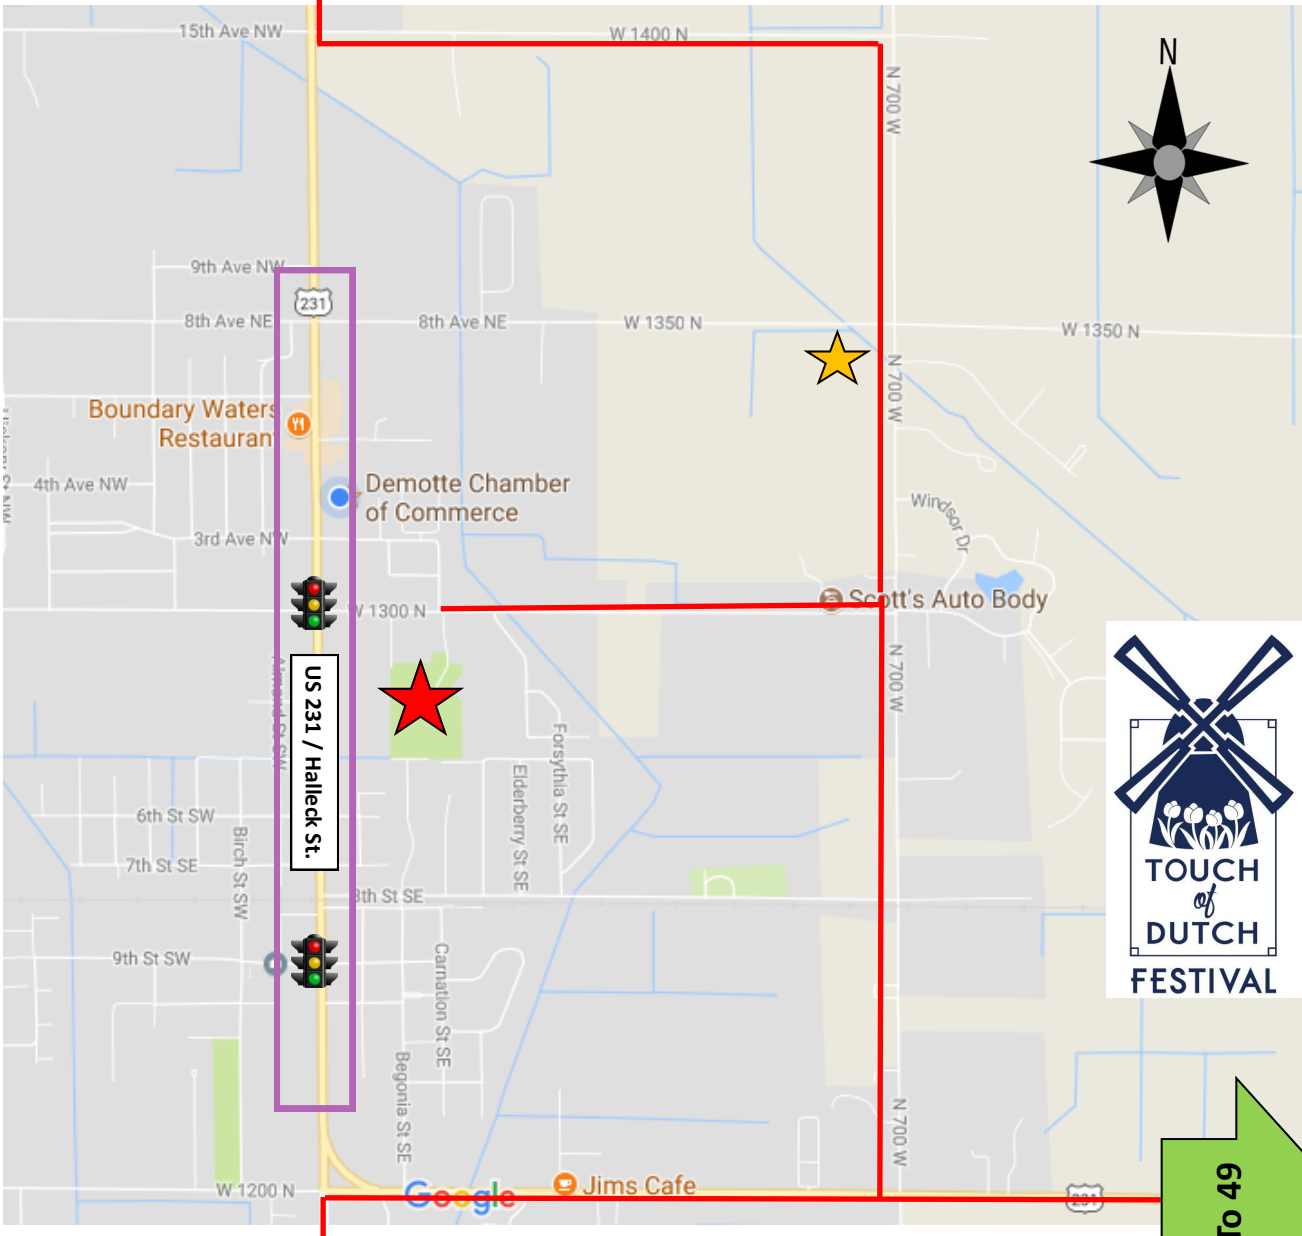 15th Ave NW
W 1400 N
N
N 700 W
9th Ave NW
231
8th Ave NE
8th Ave NE
W 1350 N
W 1350 N
N 700 W
Boundary Waters
Restaurant
4th Ave NW
Demotte Chamber
of Commerce
Windsor Dr
3rd Ave NW
W 1300 N
Scott's Auto Body
N 700 W
Almond St SW
US 231 / Halleck St.
Forsythia St SE
Elderberry St SE
6th St SW
Birch St SW
7th St SE
8th St SE
TOUCH
of
DUTCH
FESTIVAL
9th St SW
Carnation St SE
Begonia St SE
N 700 W
To 49
W 1200 N
Google
Jims Cafe
231